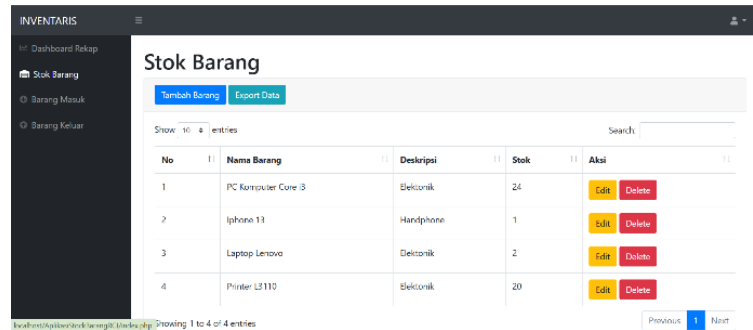 INVENTARIS
Dashboard Rekap
Stok Barang
Barang Masuk
Barang Keluar
Stok Barang
Tambah Barang Export Data
Show 10 entries Search:
No Nama Barang Deskripsi Stok Aksi
1 PC Komputer Core i3 Elektonik 24 Edit Delete
2 Iphone 13 Handphone 1 Edit Delete
3 Laptop Lenovo Elektonik 2 Edit Delete
4 Printer L3110 Elektonik 20 Edit Delete
Showing 1 to 4 of 4 entries Previous 1 Next